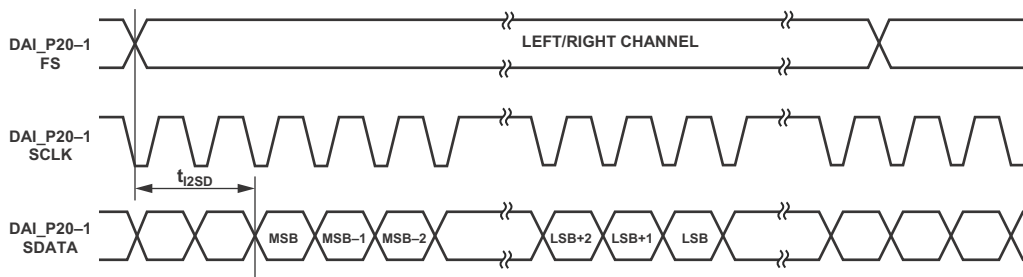 DAI_P20–1
FS
LEFT/RIGHT CHANNEL
DAI_P20–1
SCLK
tI2SD
DAI_P20–1
SDATA
MSB
MSB–1
MSB–2
LSB+2
LSB+1
LSB